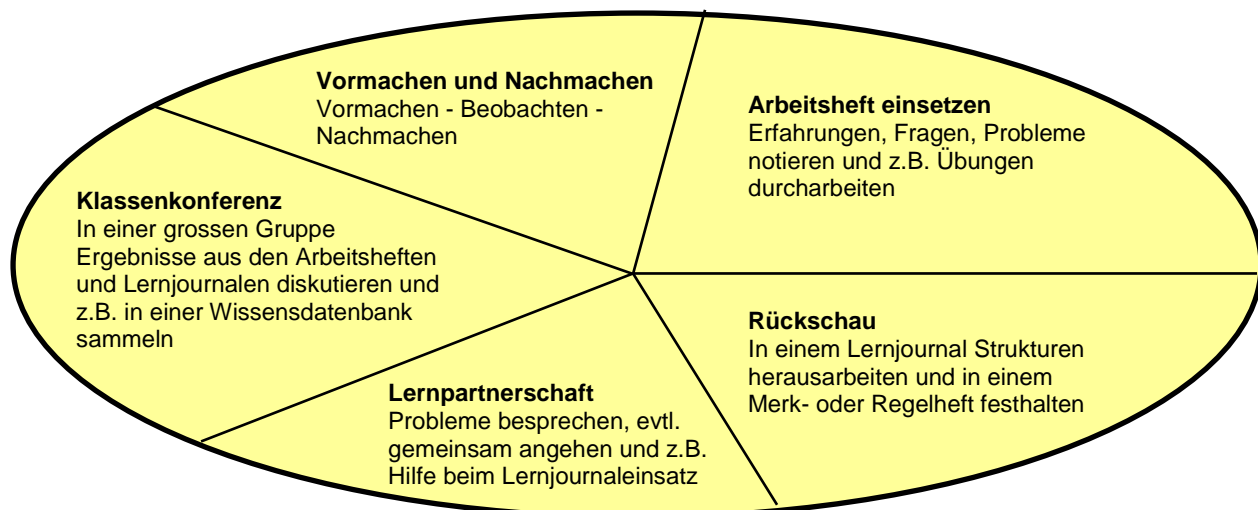 Vormachen und Nachmachen
Vormachen - Beobachten -
Nachmachen
Arbeitsheft einsetzen
Erfahrungen, Fragen, Probleme
notieren und z.B. Übungen
durcharbeiten
Klassenkonferenz
In einer grossen Gruppe
Ergebnisse aus den Arbeitsheften
und Lernjournalen diskutieren und
z.B. in einer Wissensdatenbank
sammeln
Rückschau
In einem Lernjournal Strukturen
herausarbeiten und in einem
Merk- oder Regelheft festhalten
Lernpartnerschaft
Probleme besprechen, evtl.
gemeinsam angehen und z.B.
Hilfe beim Lernjournaleinsatz